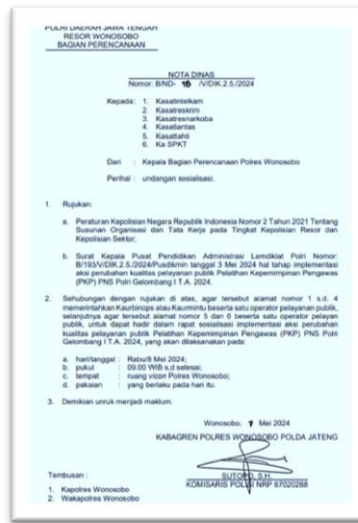 POLRI DAERAH JAWA TENGAH
RESOR WONOSOBO
BAGIAN PERENCANAAN
NOTA DINAS
Nomor: B/ND- 18 /V/DIK.2.5./2024
Kepada : 1. Kasatintelkam
2. Kasatreskrim
3. Kasatresnarkoba
4. Kasatlantas
5. Kasattahti
6. Ka SPKT
Dari : Kepala Bagian Perencanaan Polres Wonosobo
Perihal : undangan sosialisasi.
1. Rujukan:
a. Peraturan Kepolisian Negara Republik Indonesia Nomor 2 Tahun 2021 Tentang
Susunan Organisasi dan Tata Kerja pada Tingkat Kepolisian Resor dan
Kepolisian Sektor;
b. Surat Kepala Pusat Pendidikan Administrasi Lemdiklat Polri Nomor:
B/193/V/DIK.2.5./2024/Pusdikmin tanggal 3 Mei 2024 hal tahap implementasi
aksi perubahan kualitas pelayanan publik Pelatihan Kepemimpinan Pengawas
(PKP) PNS Polri Gelombang I T.A. 2024.
2. Sehubungan dengan rujukan di atas, agar tersebut alamat nomor 1 s.d. 4
memerintahkan Kaurbinops atau Kaurmintu beserta satu operator pelayanan publik,
selanjutnya agar tersebut alamat nomor 5 dan 6 beserta satu operator pelayan
publik, untuk dapat hadir dalam rapat sosialisasi implementasi aksi perubahan
kualitas pelayanan publik Pelatihan Kepemimpinan Pengawas (PKP) PNS Polri
Gelombang I T.A. 2024, yang akan dilaksanakan pada:
a. hari/tanggal : Rabu/8 Mei 2024;
b. pukul : 09.00 WIB s.d selesai;
c. tempat : ruang vicon Polres Wonosobo;
d. pakaian : yang berlaku pada hari itu.
3. Demikian unruk menjadi maklum.
Wonosobo, 7 Mei 2024
KABAGREN POLRES WONOSOBO POLDA JATENG
SUTOPO, S.H.
KOMISARIS POLISI NRP 67020288
Tembusan :
1. Kapolres Wonosobo
2. Wakapolres Wonosobo